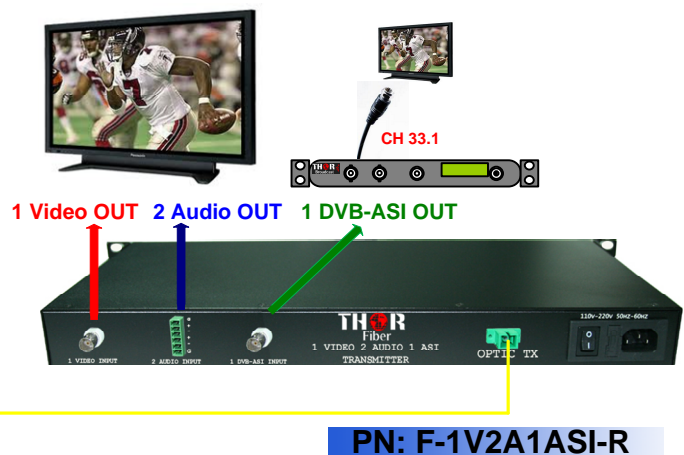 CH 33.1
THOR
Broadcast
1 Video OUT 2 Audio OUT 1 DVB-ASI OUT
THOR
Fiber
1 VIDEO 2 AUDIO 1 ASI
TRANSMITTER
1 VIDEO INPUT
2 AUDIO INPUT
1 DVB-ASI INPUT
OPTIC TX
110V-220V 50HZ-60HZ
PN: F-1V2A1ASI-R